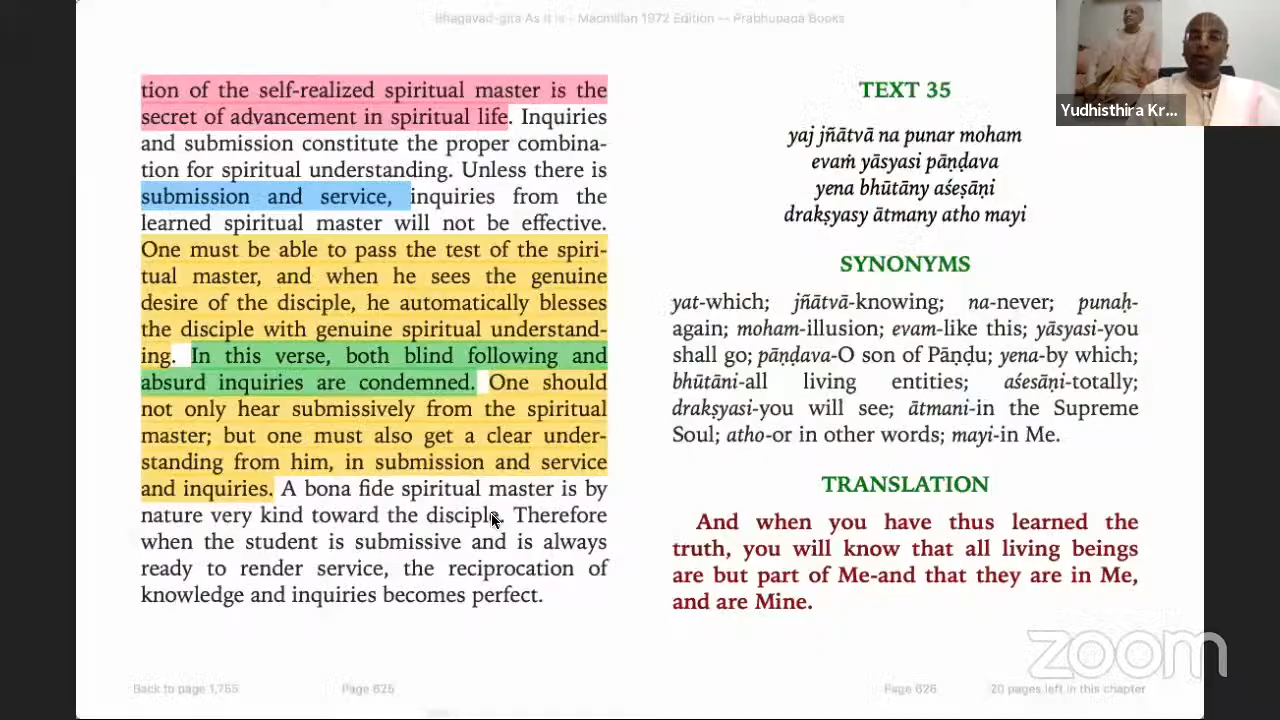 Bhagavad-gita As It Is - Macmillan 1972 Edition -- Prabhupada Books
tion of the self-realized spiritual master is the
secret of advancement in spiritual life. Inquiries
and submission constitute the proper combina-
tion for spiritual understanding. Unless there is
submission and service, inquiries from the
learned spiritual master will not be effective.
One must be able to pass the test of the spiri-
tual master, and when he sees the genuine
desire of the disciple, he automatically blesses
the disciple with genuine spiritual understand-
ing. In this verse, both blind following and
absurd inquiries are condemned. One should
not only hear submissively from the spiritual
master; but one must also get a clear under-
standing from him, in submission and service
and inquiries. A bona fide spiritual master is by
nature very kind toward the disciple. Therefore
when the student is submissive and is always
ready to render service, the reciprocation of
knowledge and inquiries becomes perfect.
Back to page 1,755
Page 625
TEXT 35
yaj jñātvā na punar moham
evaṁ yāsyasi pāṇḍava
yena bhūtāny aśeṣāṇi
drakṣyasy ātmany atho mayi
SYNONYMS
yat-which; jñātvā-knowing; na-never; punaḥ-
again; moham-illusion; evam-like this; yāsyasi-you
shall go; pāṇḍava-O son of Pāṇḍu; yena-by which;
bhūtāni-all living entities; aśesāṇi-totally;
drakṣyasi-you will see; ātmani-in the Supreme
Soul; atho-or in other words; mayi-in Me.
TRANSLATION
And when you have thus learned the
truth, you will know that all living beings
are but part of Me-and that they are in Me,
and are Mine.
Page 626
20 pages left in this chapter
Yudhisthira Kr...
zoom